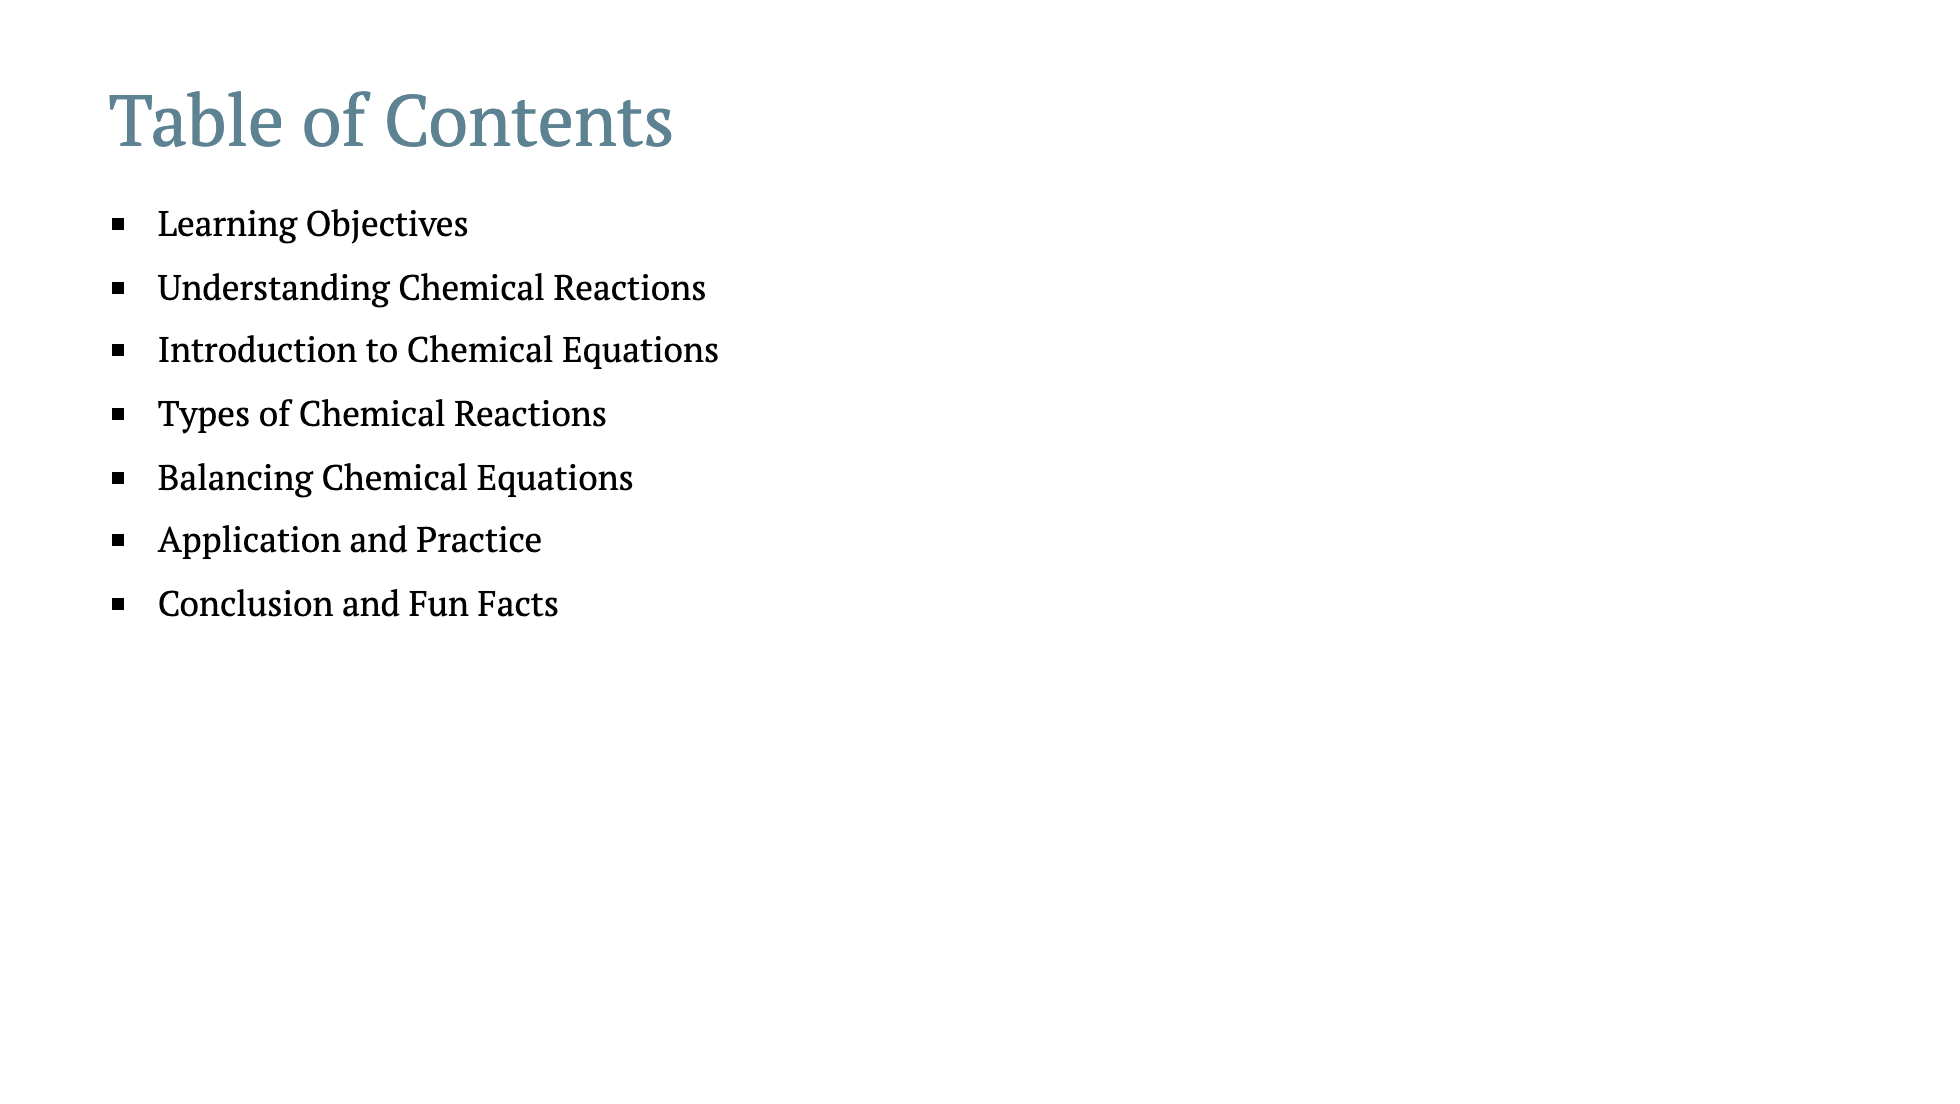 Table of Contents
▪ Learning Objectives
▪ Understanding Chemical Reactions
▪ Introduction to Chemical Equations
▪ Types of Chemical Reactions
▪ Balancing Chemical Equations
▪ Application and Practice
▪ Conclusion and Fun Facts